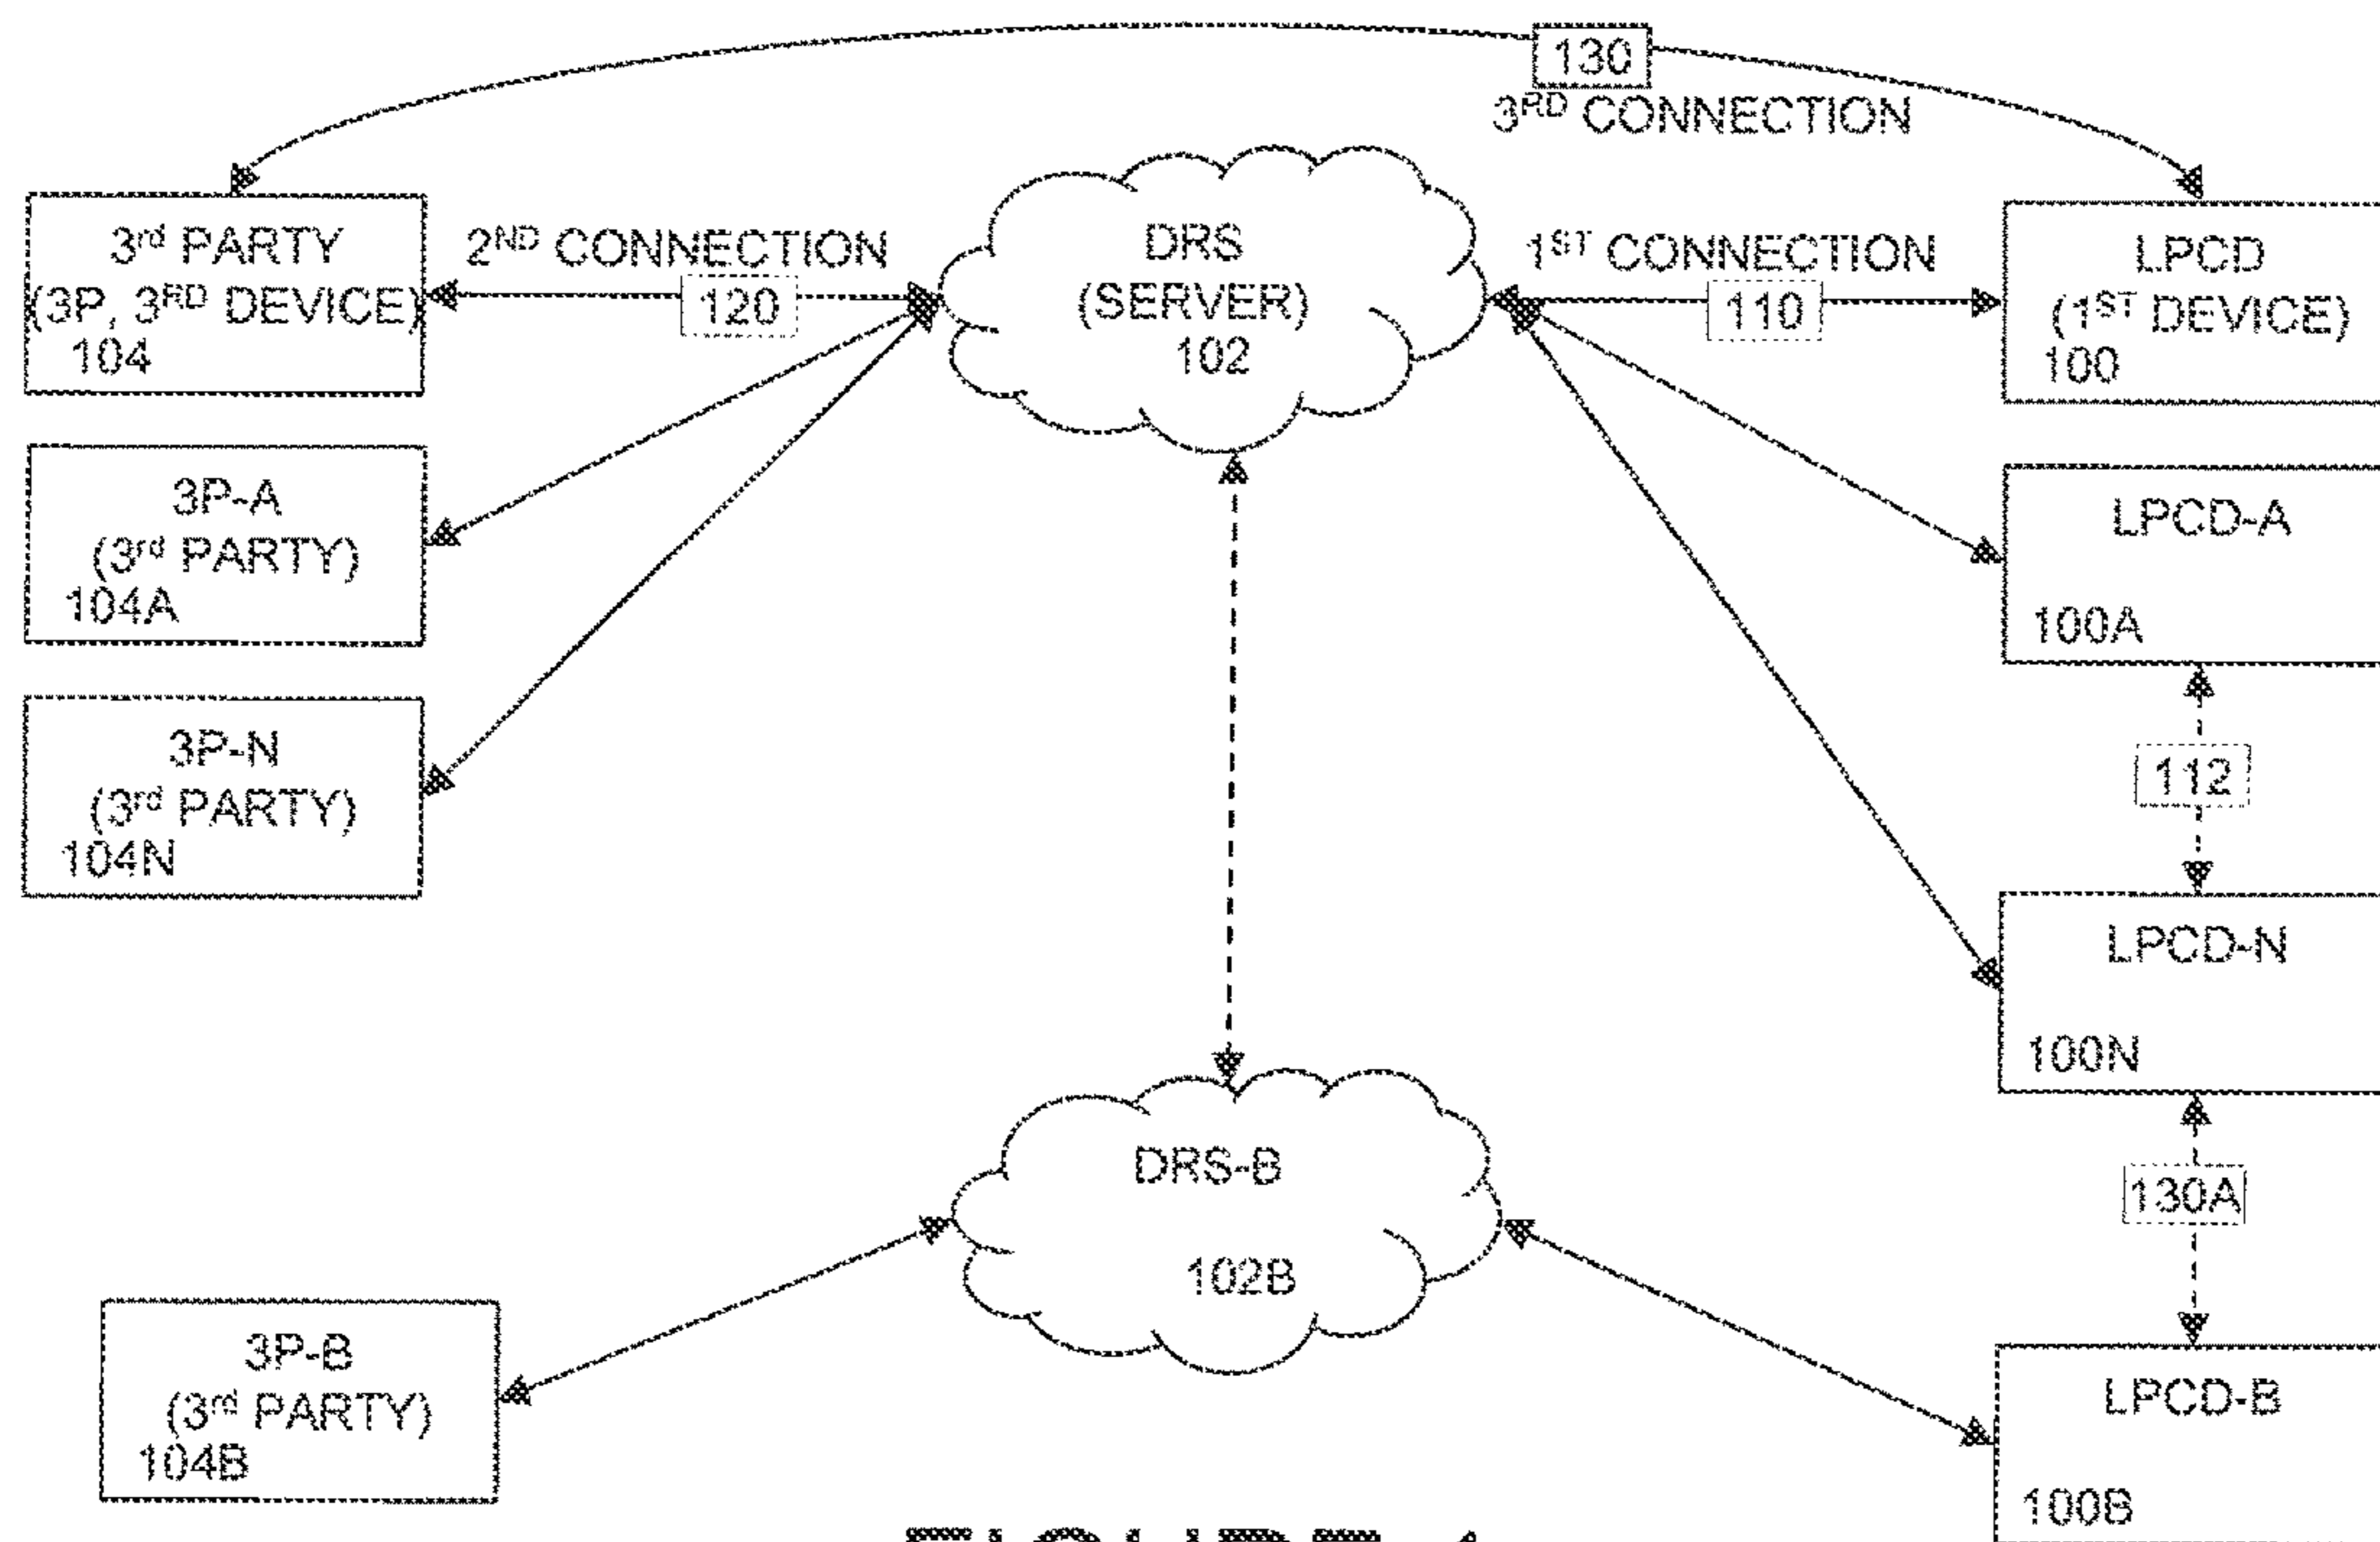 130
3RD CONNECTION
3rd PARTY
(3P, 3RD DEVICE)
104
2ND CONNECTION
120
DRS
(SERVER)
102
1ST CONNECTION
110
LPCD
(1ST DEVICE)
100
3P-A
(3rd PARTY)
104A
LPCD-A
100A
3P-N
(3rd PARTY)
104N
112
LPCD-N
100N
DRS-B
102B
130A
3P-B
(3rd PARTY)
104B
LPCD-B
100B